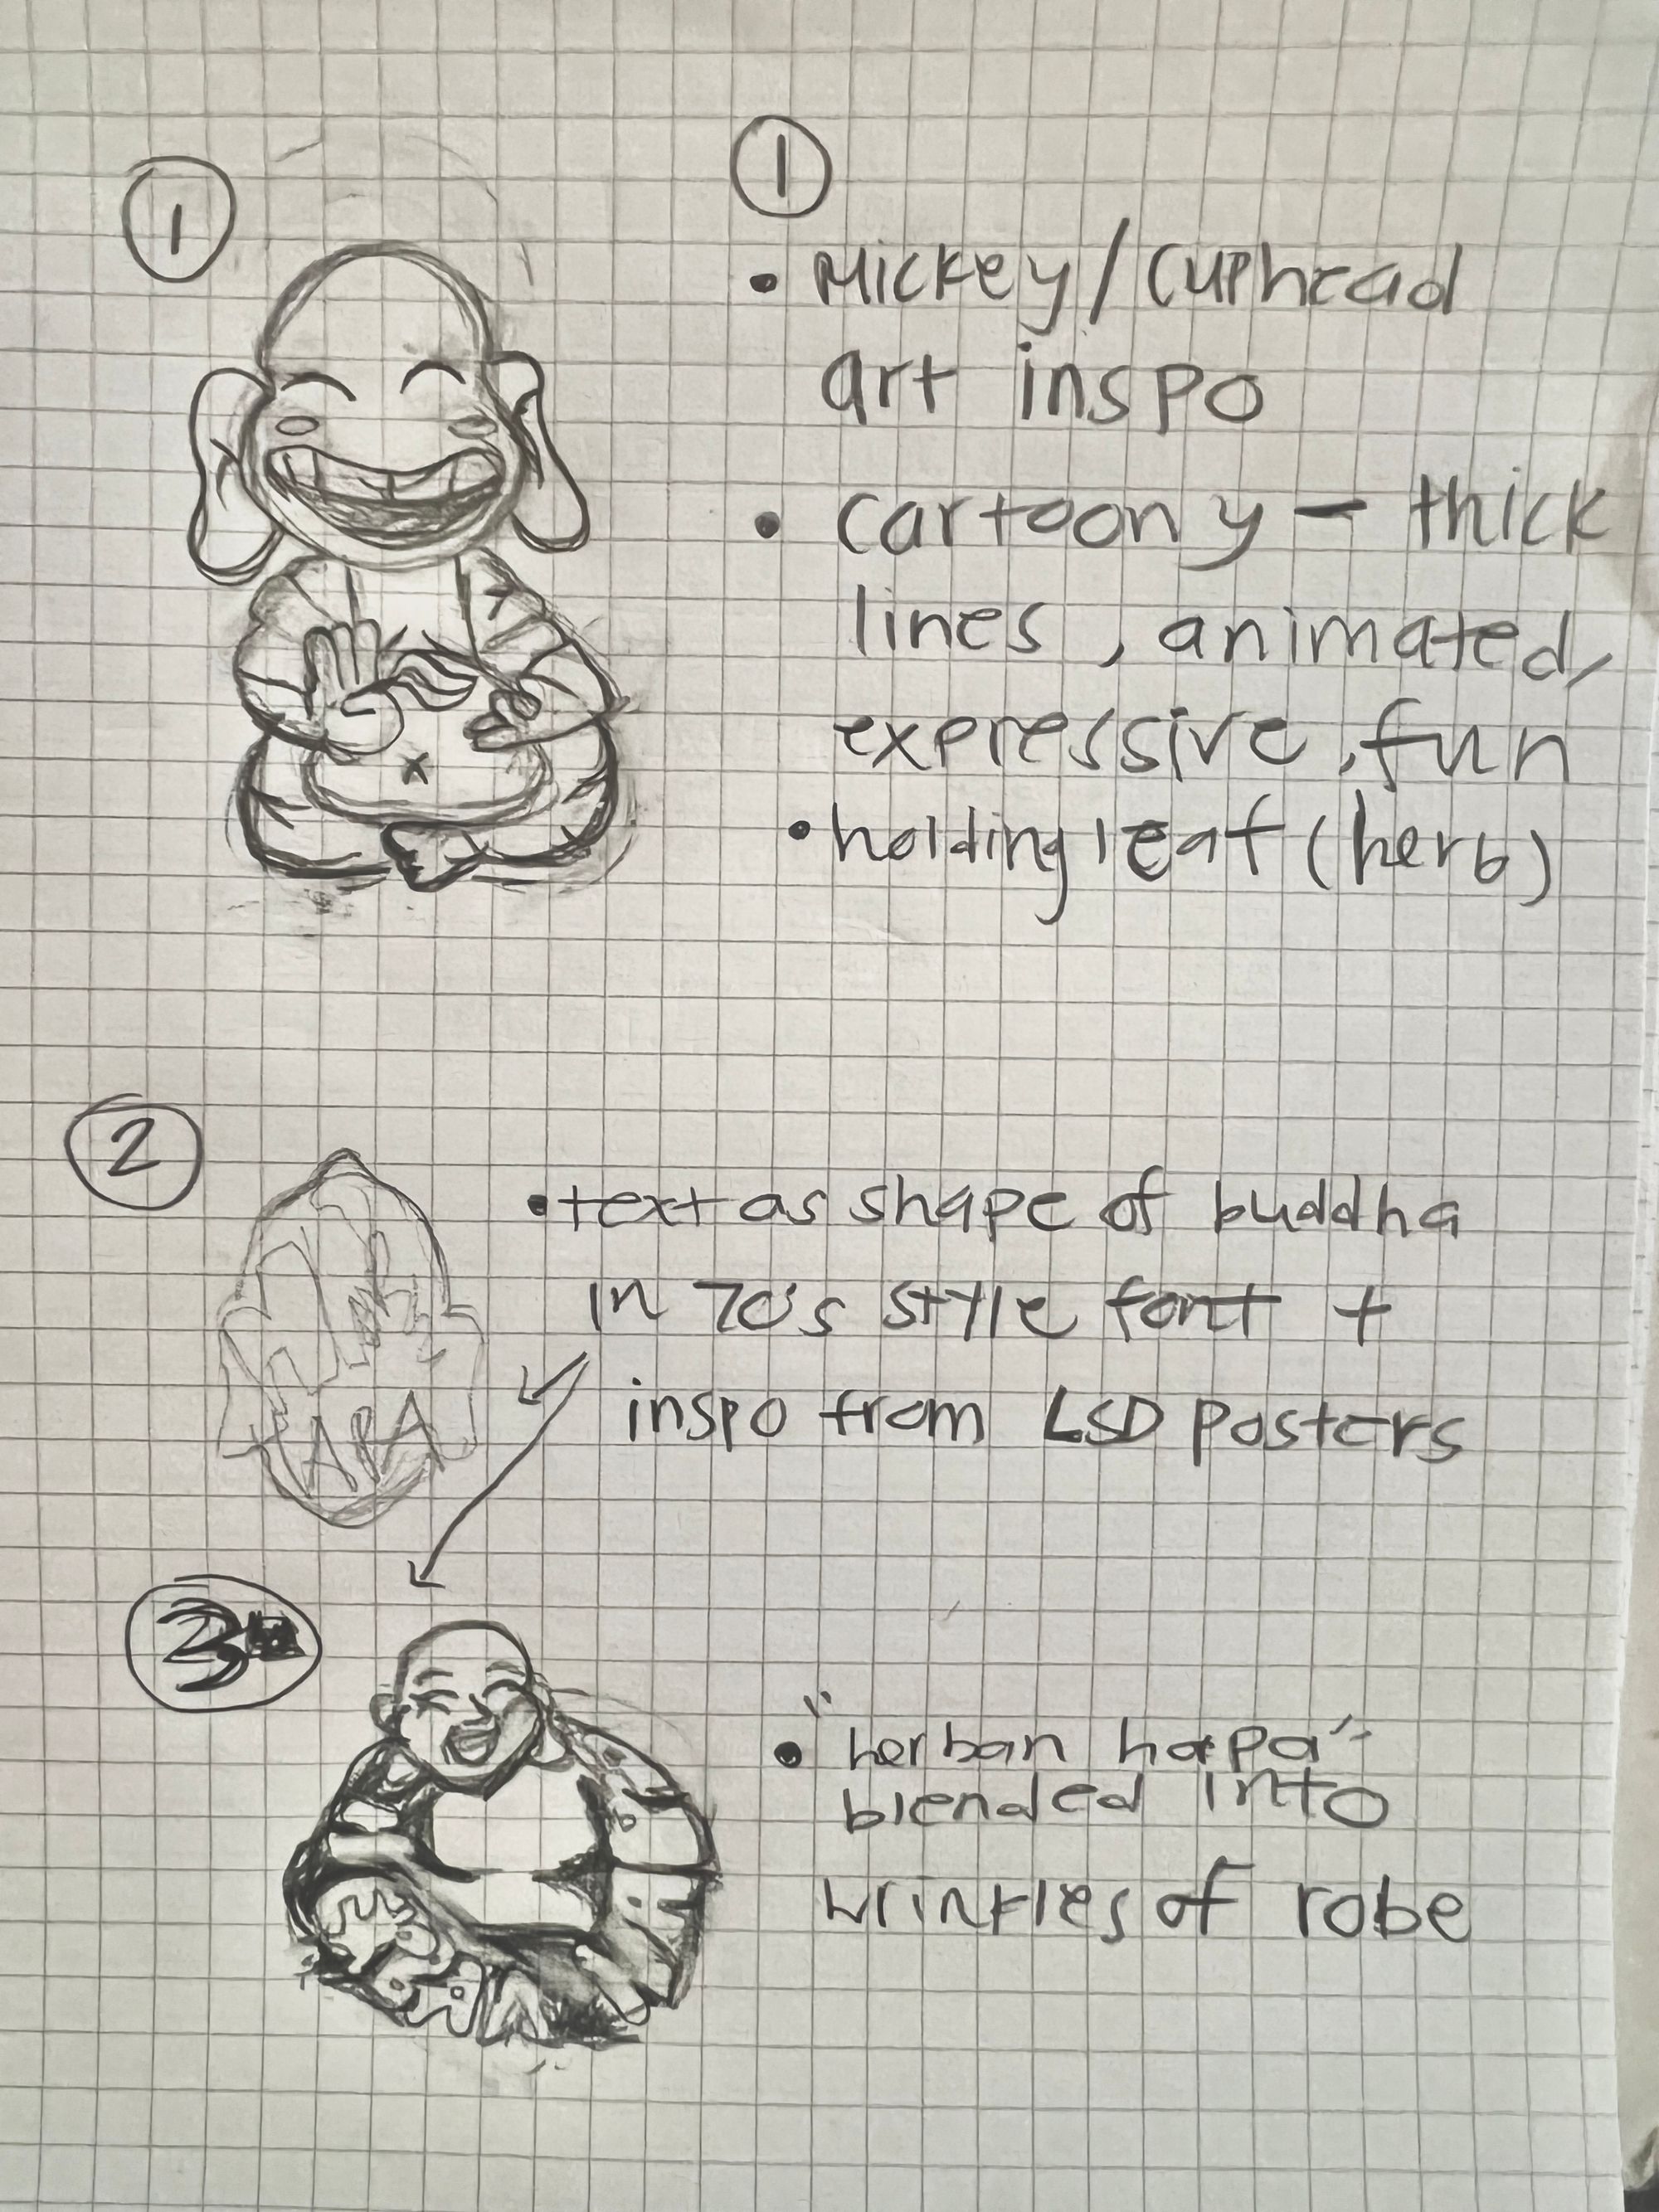 1
1
• Mickey/Cuphead
art inspo
• cartoony - thick
lines, animated,
expressive, fun
• holding leaf (herb)
2
• text as shape of buddha
in 70's style font +
inspo from LSD posters
HAPA
3
• "herban hapa"
blended into
wrinkles of robe